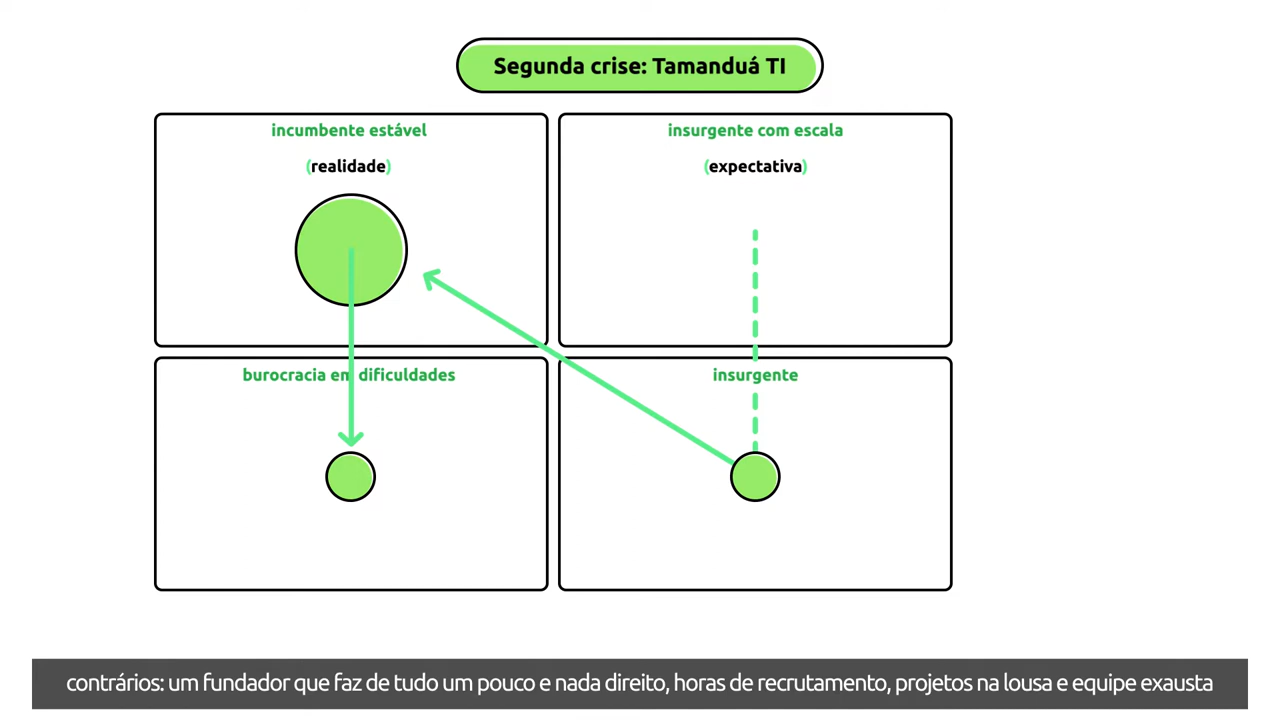 Segunda crise: Tamanduá TI
incumbente estável
(realidade)
insurgente com escala
(expectativa)
burocracia em dificuldades
insurgente
contrários: um fundador que faz de tudo um pouco e nada direito, horas de recrutamento, projetos na lousa e equipe exausta